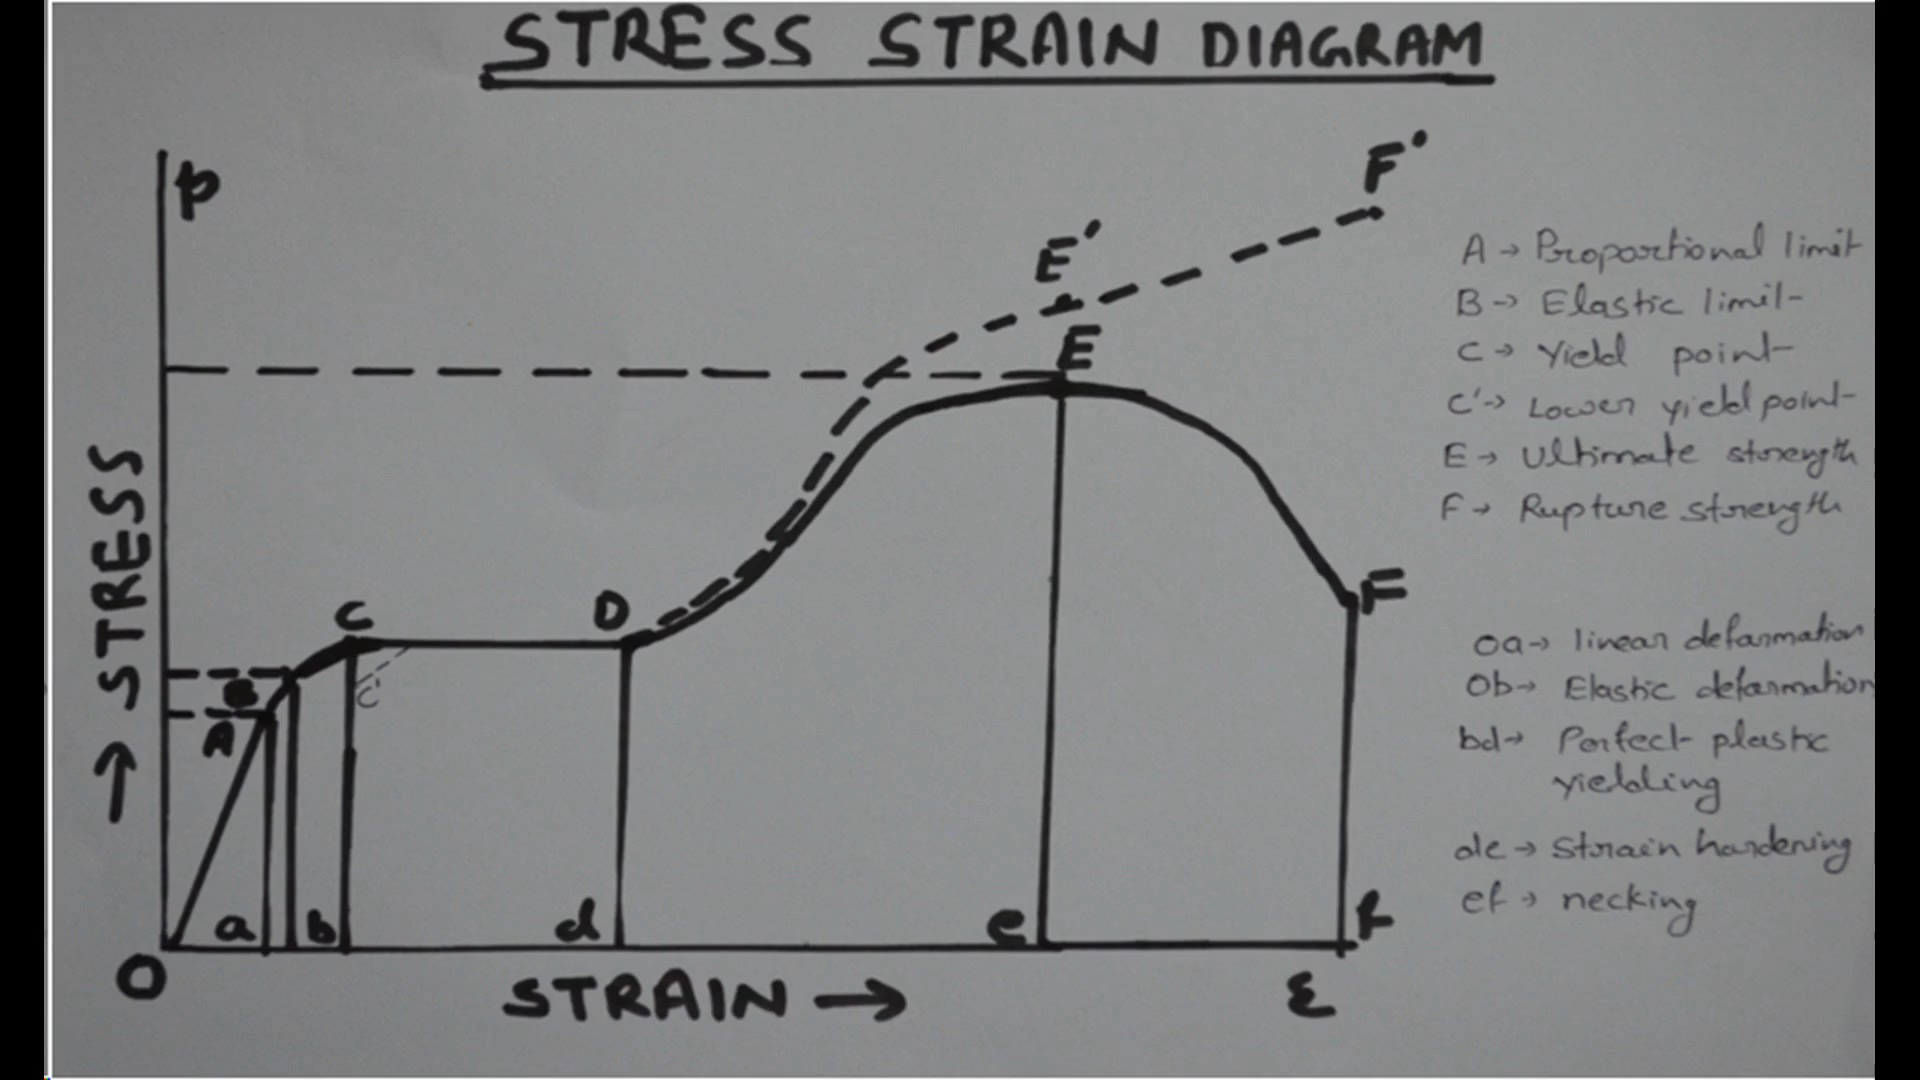 STRESS STRAIN DIAGRAM
p
F'
E'
E
A → Proportional limit
B → Elastic limit
C → Yield point
C' → Lower yield point
E → Ultimate strength
F → Rupture strength
STRESS
C
D
F
B
C'
A
Oa → linear deformation
Ob → Elastic deformation
bd → Perfect plastic
yielding
de → Strain hardening
ef → necking
a
b
d
e
f
O
STRAIN →
ε